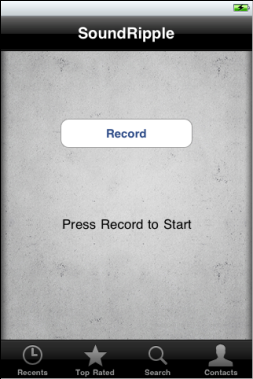 SoundRipple
Record
Press Record to Start
Recents
Top Rated
Search
Contacts